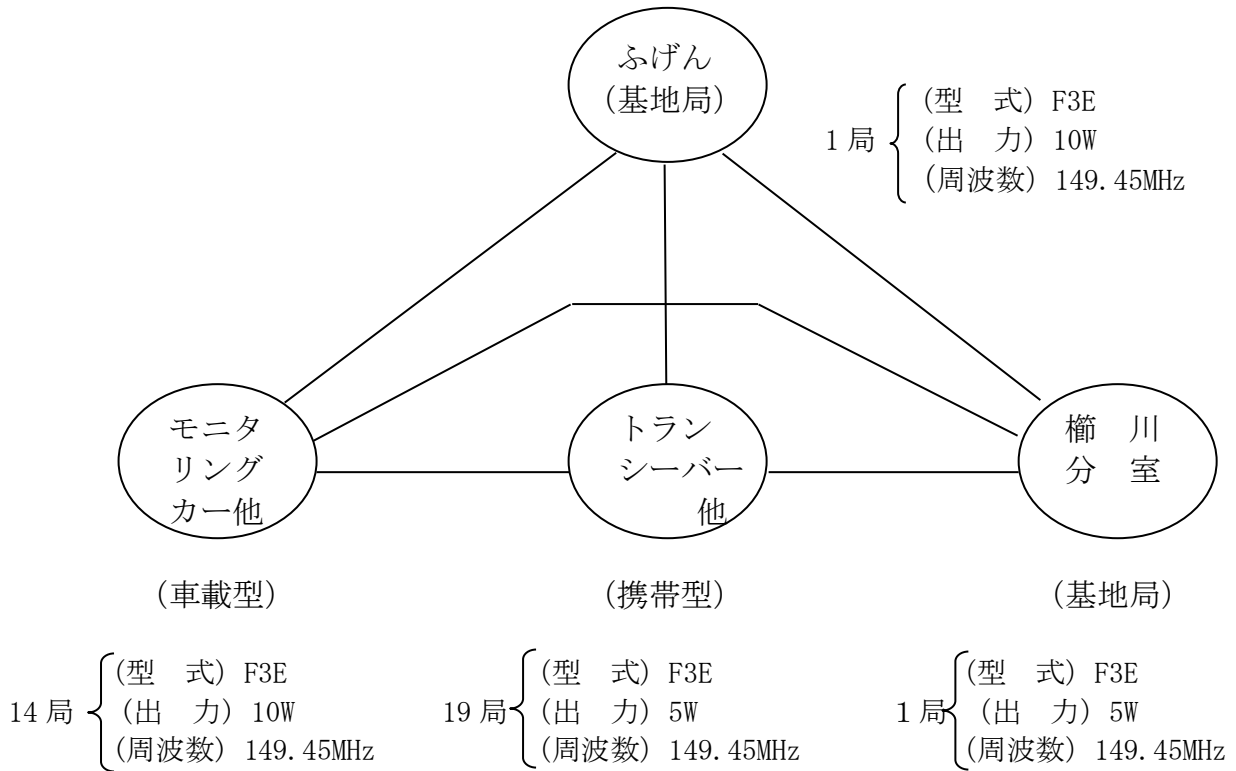 ふげん
(基地局)
1局
(型　式) F3E
(出　力) 10W
(周波数) 149.45MHz
モニタ
リング
カー他
トラン
シーバー
他
櫛　川
分　室
(車載型)
(携帯型)
(基地局)
14局
(型　式) F3E
(出　力) 10W
(周波数) 149.45MHz
19局
(型　式) F3E
(出　力) 5W
(周波数) 149.45MHz
1局
(型　式) F3E
(出　力) 5W
(周波数) 149.45MHz